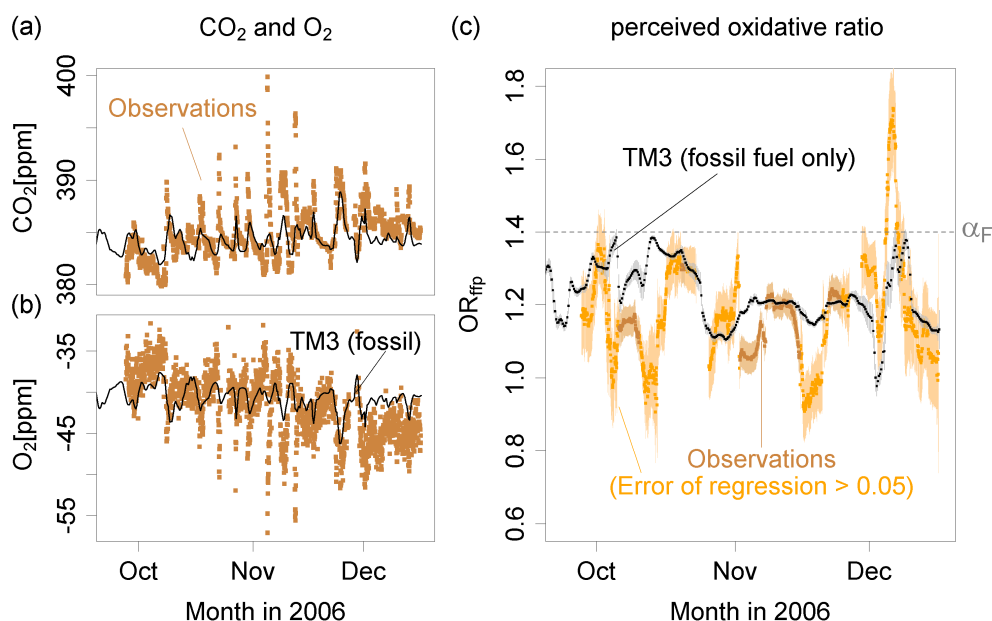 (a)
CO₂ and O₂
400
390
380
CO₂[ppm]
Observations
b)
-35
-45
-55
O₂[ppm]
TM3 (fossil)
Oct
Nov
Dec
Month in 2006
(c)
perceived oxidative ratio
1.8
1.6
1.4
1.2
1.0
0.8
0.6
OR_ffp
TM3 (fossil fuel only)
α_F
Observations
(Error of regression > 0.05)
Oct
Nov
Dec
Month in 2006